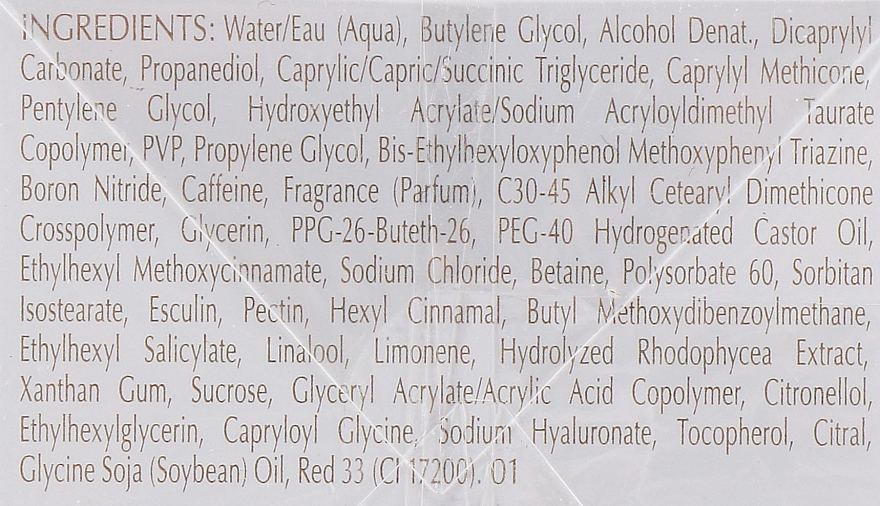 INGREDIENTS: Water/Eau (Aqua), Butylene Glycol, Alcohol Denat., Dicaprylyl
Carbonate, Propanediol, Caprylic/Capric/Succinic Triglyceride, Caprylyl Methicone,
Pentylene Glycol, Hydroxyethyl Acrylate/Sodium Acryloyldimethyl Taurate
Copolymer, PVP, Propylene Glycol, Bis-Ethylhexyloxyphenol Methoxyphenyl Triazine,
Boron Nitride, Caffeine, Fragrance (Parfum), C30-45 Alkyl Cetearyl Dimethicone
Crosspolymer, Glycerin, PPG-26-Buteth-26, PEG-40 Hydrogenated Castor Oil,
Ethylhexyl Methoxycinnamate, Sodium Chloride, Betaine, Polysorbate 60, Sorbitan
Isostearate, Esculin, Pectin, Hexyl Cinnamal, Butyl Methoxydibenzoylmethane,
Ethylhexyl Salicylate, Linalool, Limonene, Hydrolyzed Rhodophycea Extract,
Xanthan Gum, Sucrose, Glyceryl Acrylate/Acrylic Acid Copolymer, Citronellol,
Ethylhexylglycerin, Capryloyl Glycine, Sodium Hyaluronate, Tocopherol, Citral,
Glycine Soja (Soybean) Oil, Red 33 (CI 17200). O1